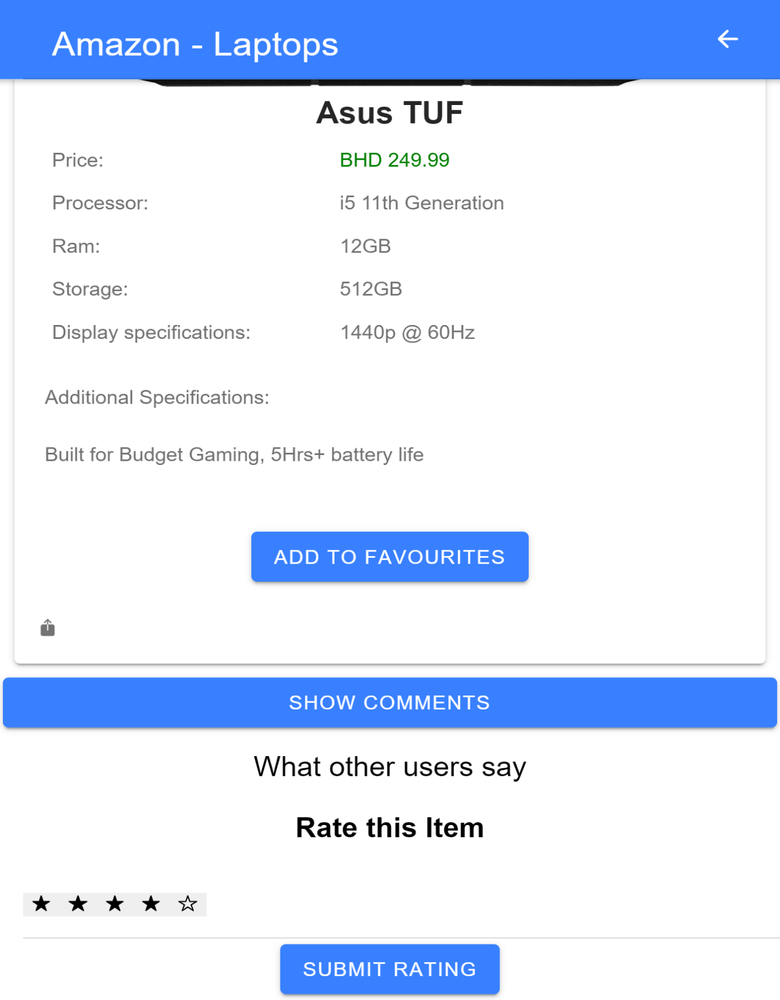 Amazon - Laptops
Asus TUF
Price: BHD 249.99
Processor: i5 11th Generation
Ram: 12GB
Storage: 512GB
Display specifications: 1440p @ 60Hz
Additional Specifications:
Built for Budget Gaming, 5Hrs+ battery life
ADD TO FAVOURITES
SHOW COMMENTS
What other users say
Rate this Item
SUBMIT RATING